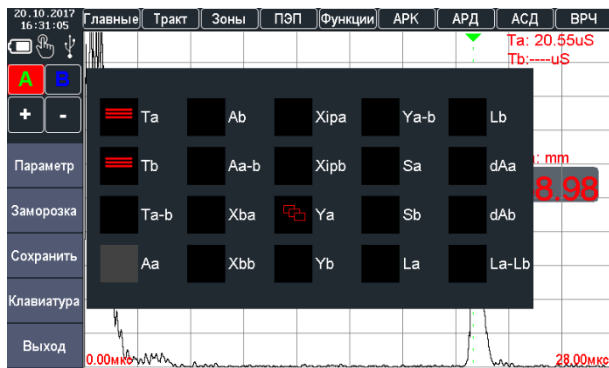 20.10.2017
16:31:05
Главные Тракт Зоны ПЭП Функции АРК АРД АСД ВРЧ
Ta: 20.55uS
Tb:----uS
A B
+ -
Ta Ab Xipa Ya-b Lb
Параметр Tb Aa-b Xipb Sa dAa : mm
8.98
Заморозка Ta-b Xba Ya Sb dAb
Сохранить Aa Xbb Yb La La-Lb
Клавиатура
Выход
0.00мкс 28.00мкс